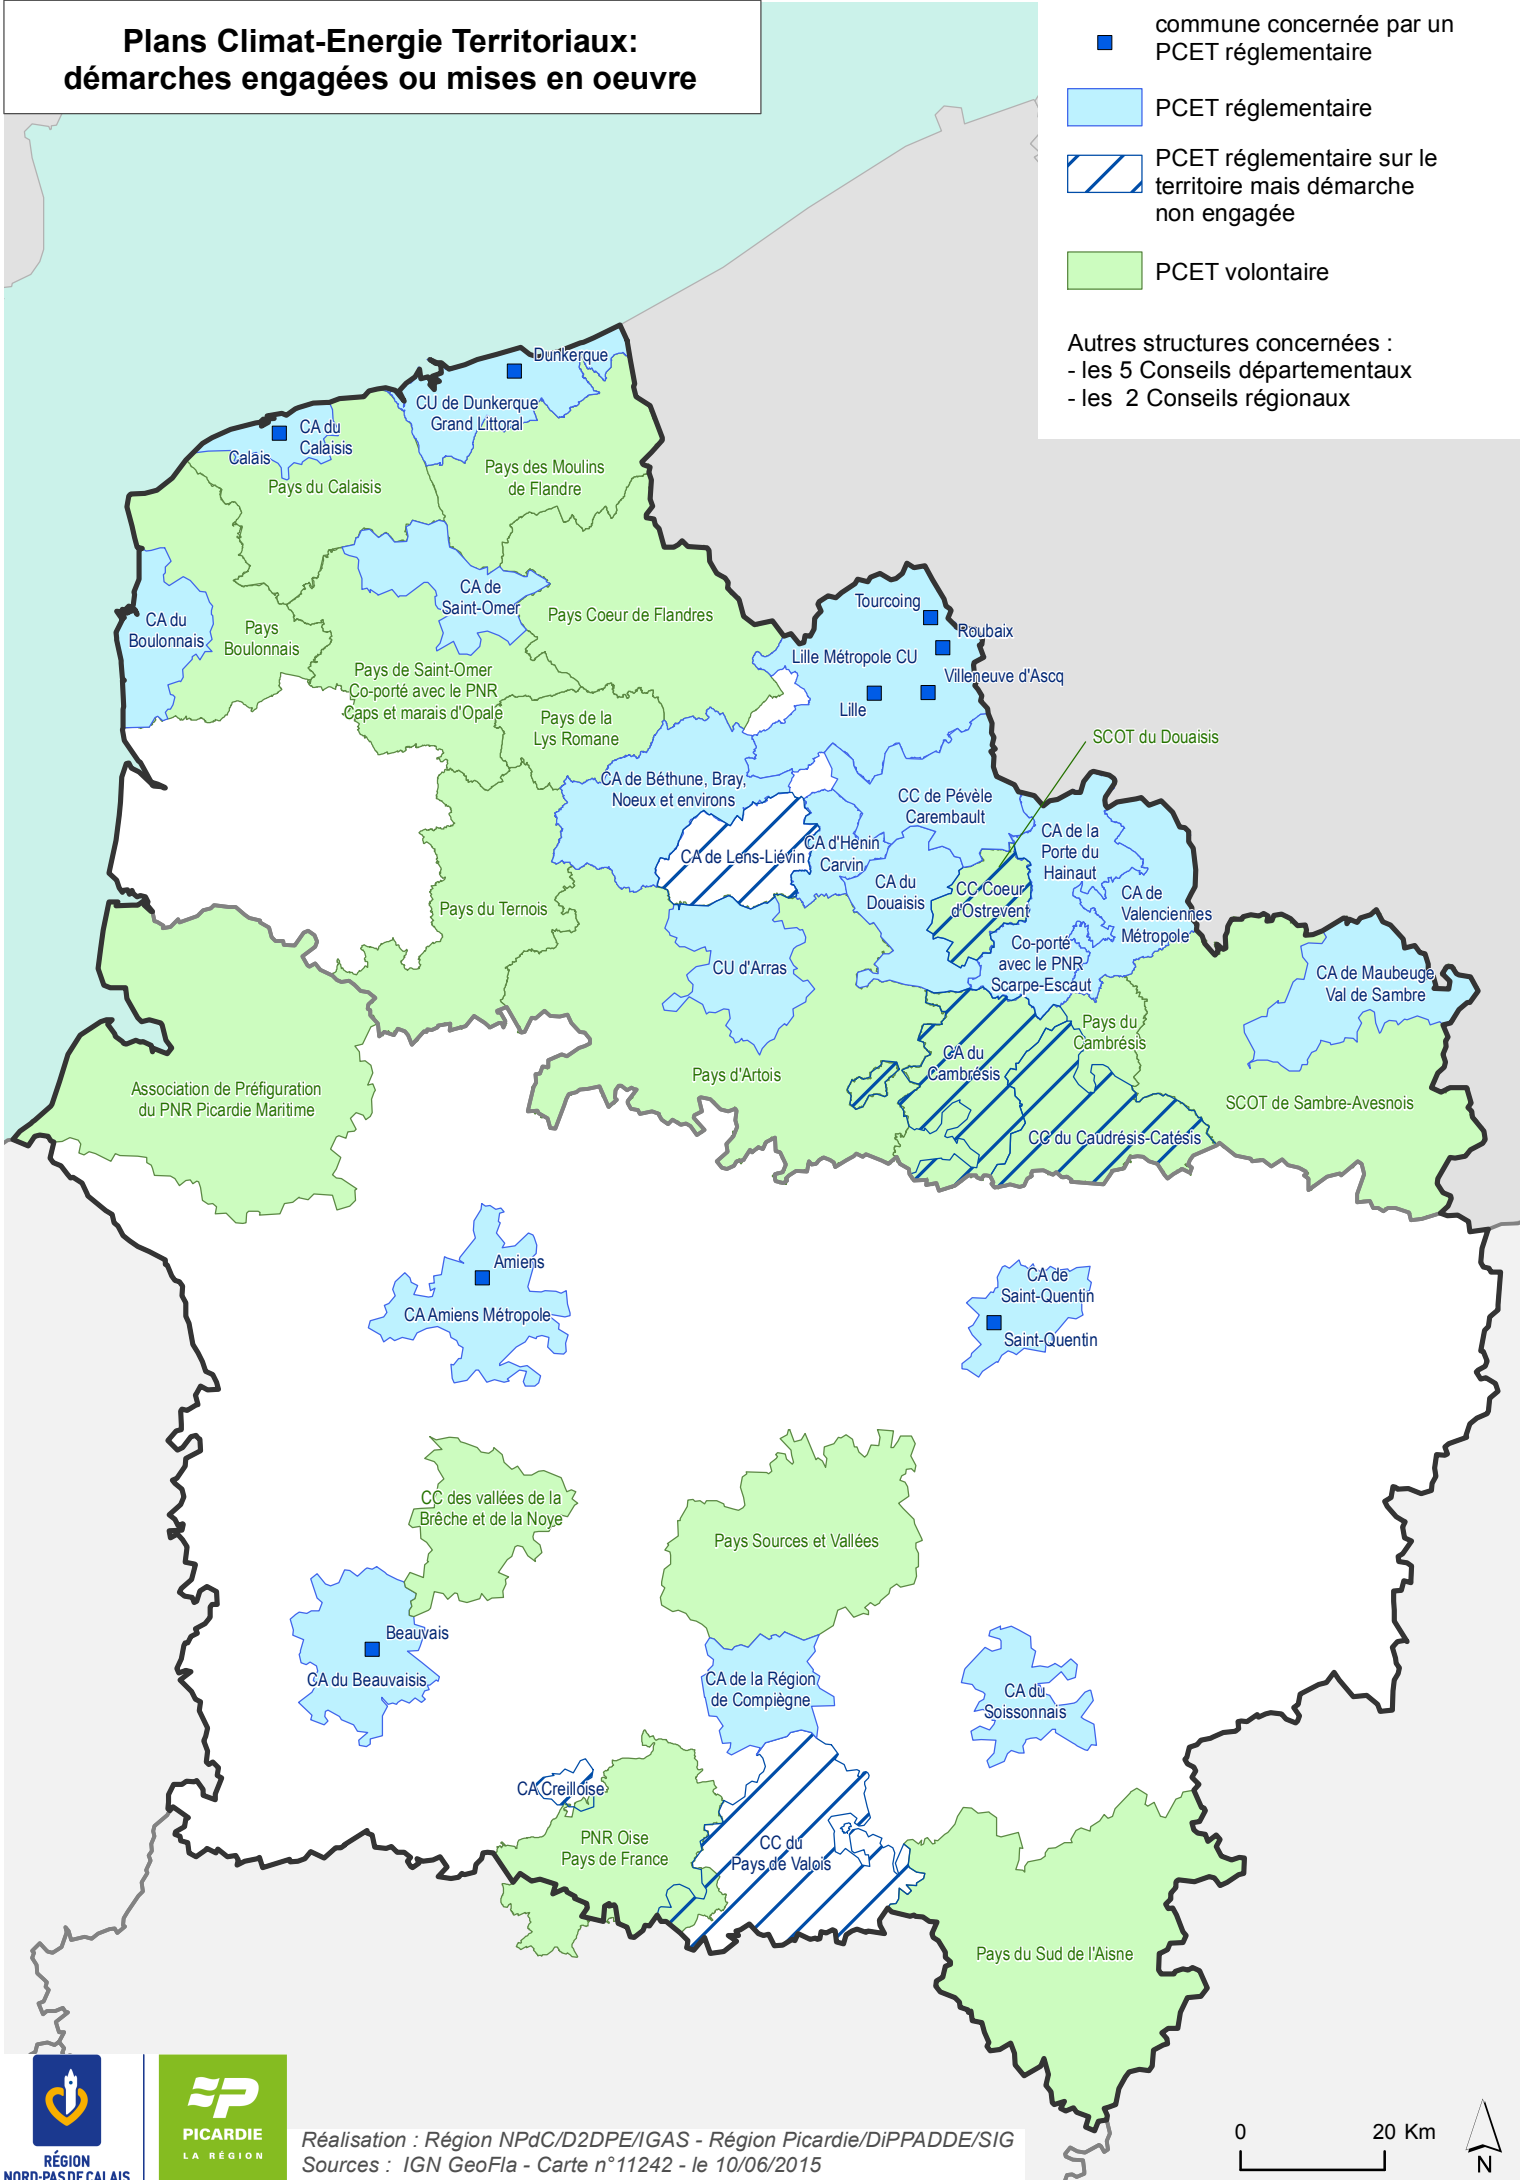 Plans Climat-Energie Territoriaux:
démarches engagées ou mises en oeuvre
commune concernée par un
PCET réglementaire
PCET réglementaire
PCET réglementaire sur le
territoire mais démarche
non engagée
PCET volontaire
Autres structures concernées :
- les 5 Conseils départementaux
- les 2 Conseils régionaux
Dunkerque
CU de Dunkerque
Grand Littoral
CA du
Calaisis
Calais
Pays du Calaisis
Pays des Moulins
de Flandre
CA de
Saint-Omer
CA du
Boulonnais
Pays
Boulonnais
Pays Coeur de Flandres
Tourcoing
Roubaix
Lille Métropole CU
Villeneuve d'Ascq
Lille
Pays de Saint-Omer
Co-porté avec le PNR
Caps et marais d'Opale
Pays de la
Lys Romane
SCOT du Douaisis
CA de Béthune, Bray,
Noeux et environs
CC de Pévèle
Carembault
CA de la
Porte du
Hainaut
CA de Lens-Liévin
CA d'Hénin
Carvin
CA du
Douaisis
CC Coeur
d'Ostrevent
CA de
Valenciennes
Métropole
Pays du Ternois
CU d'Arras
Co-porté
avec le PNR
Scarpe-Escaut
CA de Maubeuge
Val de Sambre
Pays du
Cambrésis
CA du
Cambrésis
Pays d'Artois
Association de Préfiguration
du PNR Picardie Maritime
SCOT de Sambre-Avesnois
CC du Caudrésis-Catésis
Amiens
CA Amiens Métropole
CA de
Saint-Quentin
Saint-Quentin
CC des vallées de la
Brêche et de la Noye
Pays Sources et Vallées
Beauvais
CA du Beauvaisis
CA de la Région
de Compiègne
CA du
Soissonnais
CA Creilloise
PNR Oise
Pays de France
CC du
Pays de Valois
Pays du Sud de l'Aisne
RÉGION
NORD-PAS DE CALAIS
PICARDIE
LA RÉGION
Réalisation : Région NPdC/D2DPE/IGAS - Région Picardie/DiPPADDE/SIG
Sources : IGN GeoFla - Carte n°11242 - le 10/06/2015
0 20 Km
N